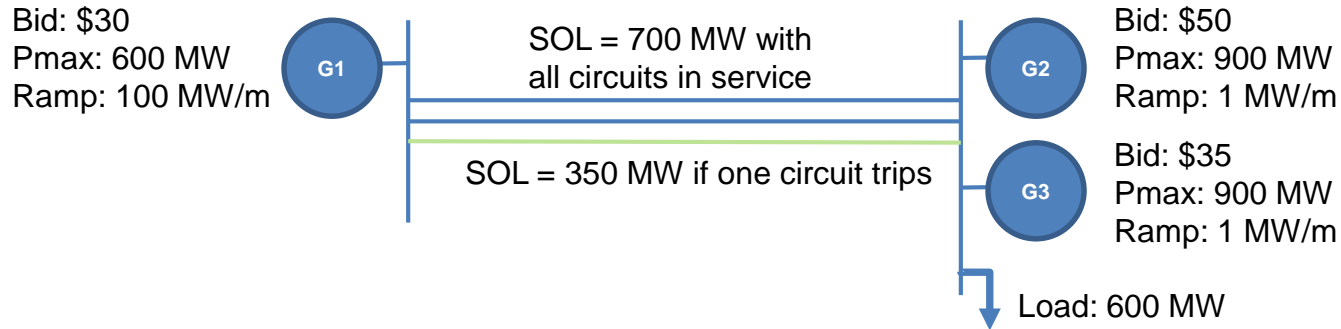 Bid: $30
Pmax: 600 MW
Ramp: 100 MW/m
G1
SOL = 700 MW with
all circuits in service
SOL = 350 MW if one circuit trips
G2
Bid: $50
Pmax: 900 MW
Ramp: 1 MW/m
G3
Bid: $35
Pmax: 900 MW
Ramp: 1 MW/m
Load: 600 MW